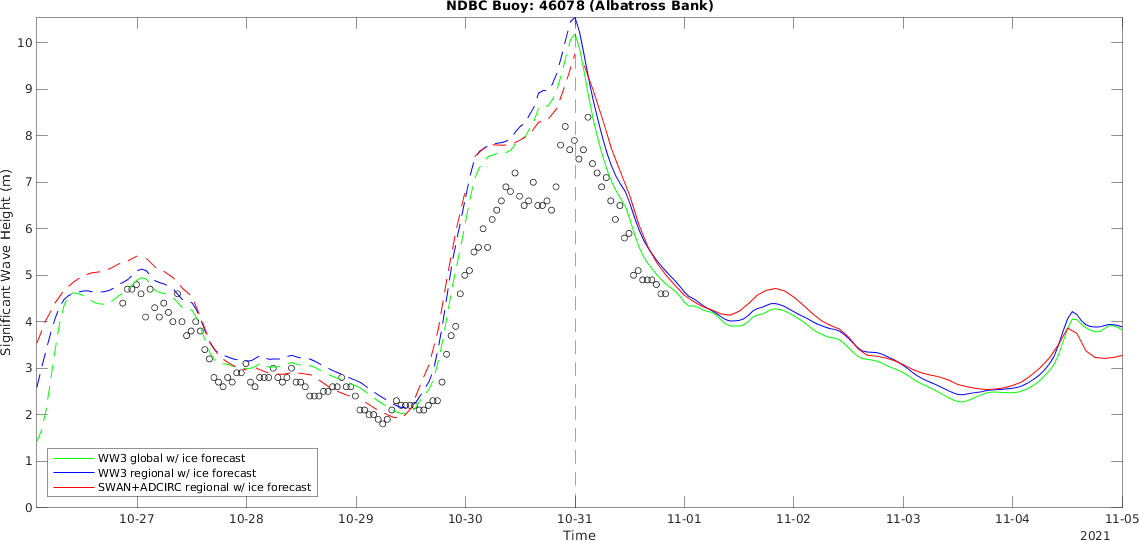 NDBC Buoy: 46078 (Albatross Bank)
10
9
8
7
6
5
4
3
2
1
0
Significant Wave Height (m)
WW3 global w/ ice forecast
WW3 regional w/ ice forecast
SWAN+ADCIRC regional w/ ice forecast
10-27 10-28 10-29 10-30 10-31 11-01 11-02 11-03 11-04 11-05
Time
2021